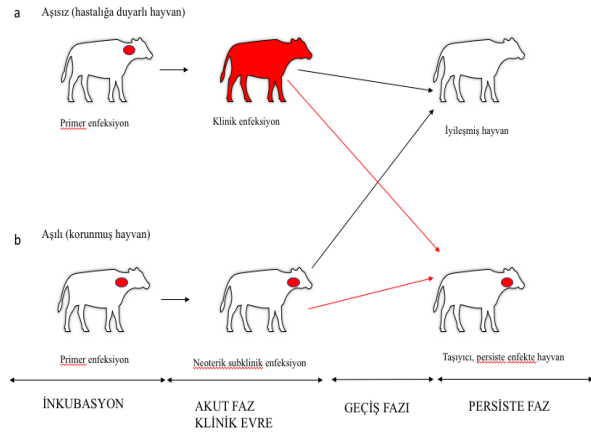 a
Aşısız (hastalığa duyarlı hayvan)
Primer enfeksiyon
Klinik enfeksiyon
İyileşmiş hayvan
b
Aşılı (korunmuş hayvan)
Primer enfeksiyon
Neoterik subklinik enfeksiyon
Taşıyıcı, persiste enfekte hayvan
İNKUBASYON
AKUT FAZ
KLİNİK EVRE
GEÇİŞ FAZI
PERSİSTE FAZ